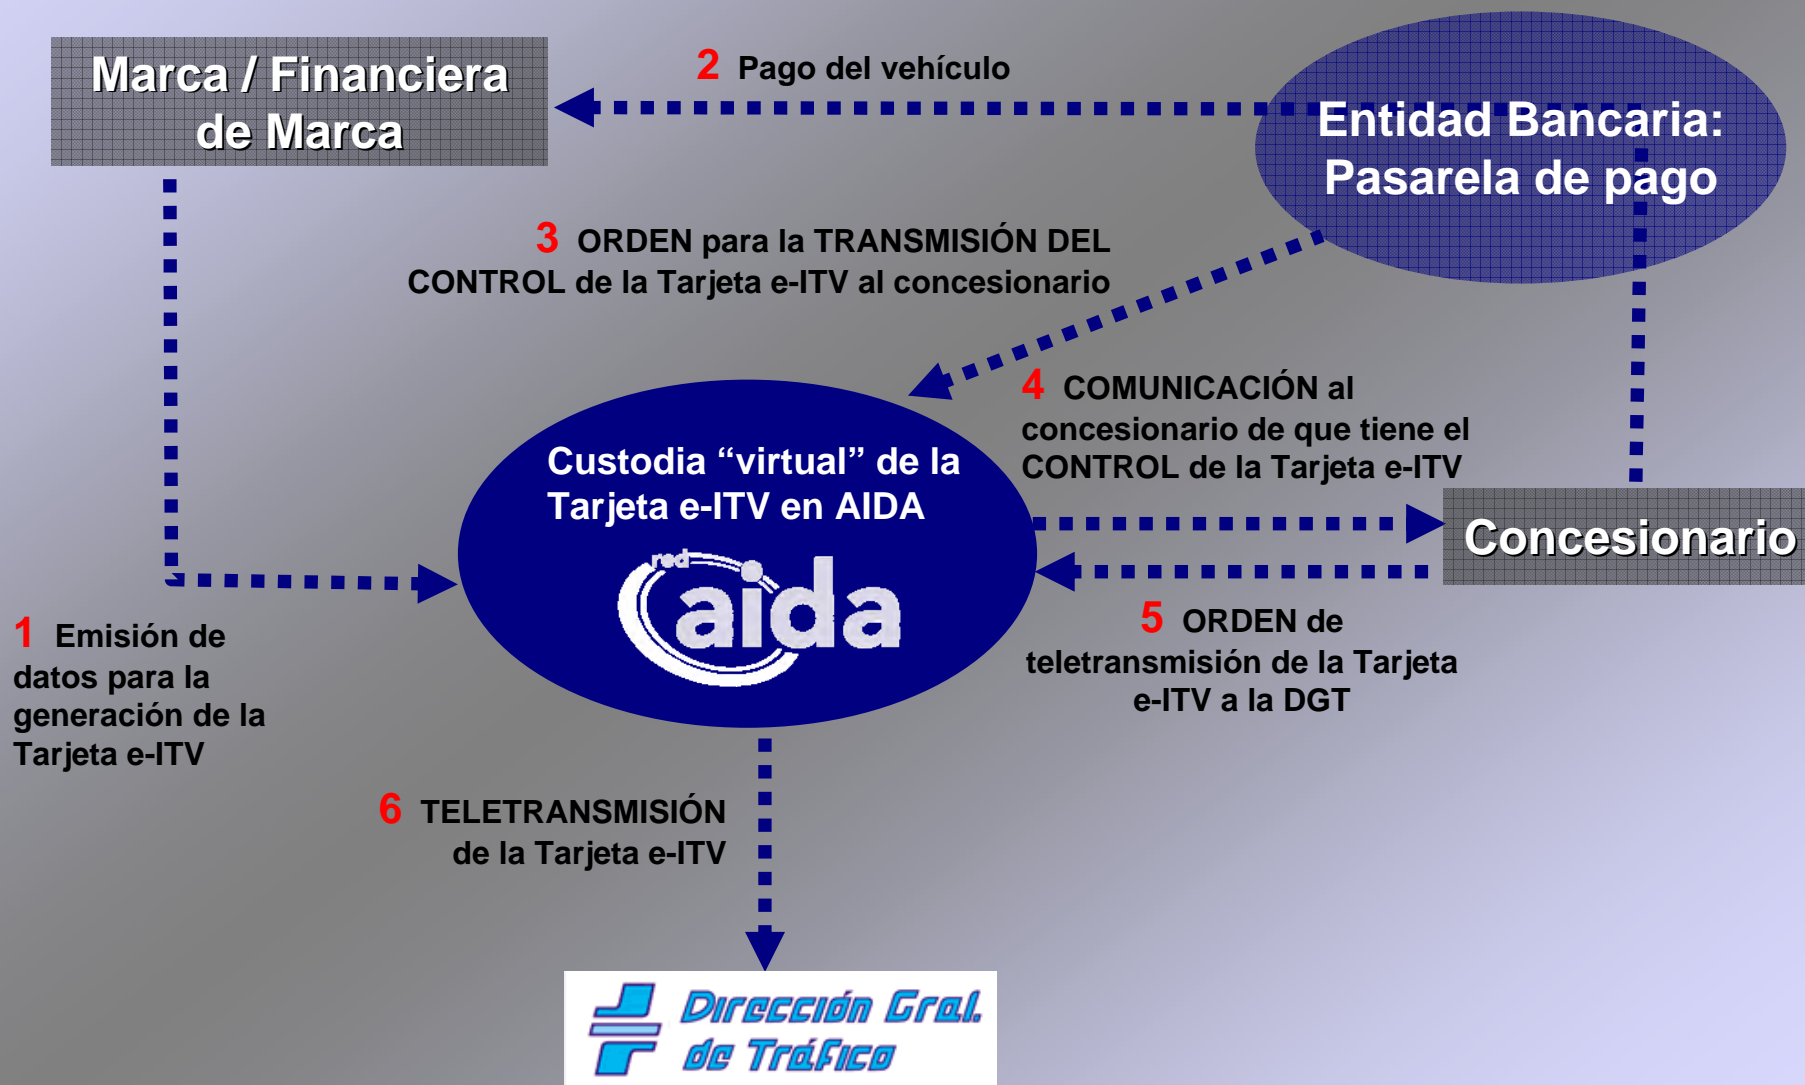 Marca / Financiera
de Marca
2 Pago del vehículo
Entidad Bancaria:
Pasarela de pago
3 ORDEN para la TRANSMISIÓN DEL
CONTROL de la Tarjeta e-ITV al concesionario
4 COMUNICACIÓN al
concesionario de que tiene el
CONTROL de la Tarjeta e-ITV
Custodia “virtual” de la
Tarjeta e-ITV en AIDA
red
aida
Concesionario
1 Emisión de
datos para la
generación de la
Tarjeta e-ITV
5 ORDEN de
teletransmisión de la Tarjeta
e-ITV a la DGT
6 TELETRANSMISIÓN
de la Tarjeta e-ITV
Dirección Gral.
de Tráfico